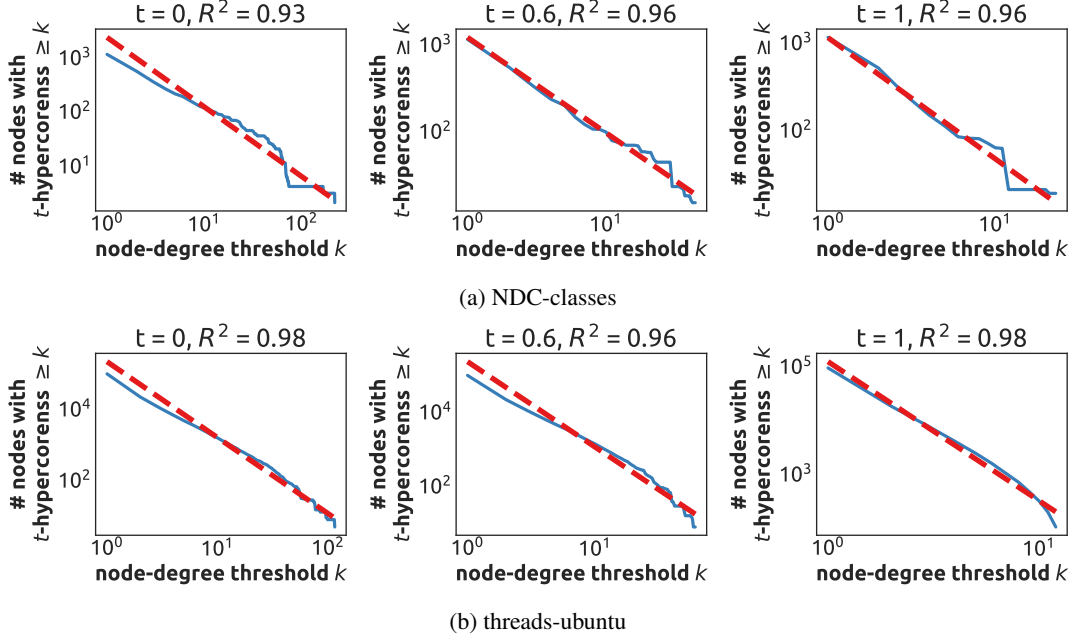 t = 0, R² = 0.93
# nodes with
t-hypercorenss ≥ k
10³
10²
10¹
10⁰ 10¹ 10²
node-degree threshold k
t = 0.6, R² = 0.96
# nodes with
t-hypercorenss ≥ k
10³
10²
10⁰ 10¹
node-degree threshold k
t = 1, R² = 0.96
# nodes with
t-hypercorenss ≥ k
10³
10²
10⁰ 10¹
node-degree threshold k
(a) NDC-classes
t = 0, R² = 0.98
# nodes with
t-hypercorenss ≥ k
10⁴
10²
10⁰ 10¹ 10²
node-degree threshold k
t = 0.6, R² = 0.96
# nodes with
t-hypercorenss ≥ k
10⁴
10²
10⁰ 10¹
node-degree threshold k
t = 1, R² = 0.98
# nodes with
t-hypercorenss ≥ k
10⁵
10³
10⁰ 10¹
node-degree threshold k
(b) threads-ubuntu